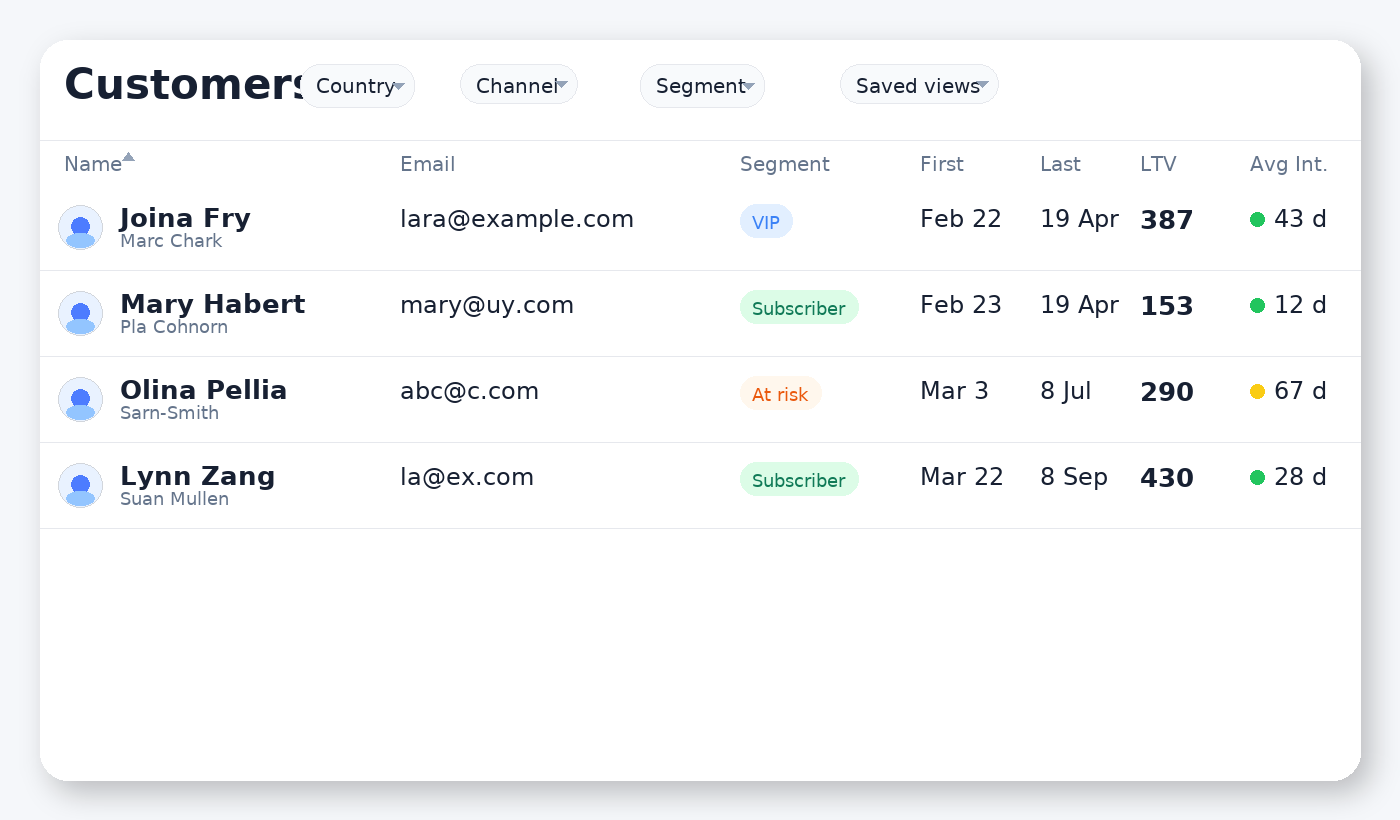 Customers Country Channel Segment Saved views
Name Email Segment First Last LTV Avg Int.
Joina Fry lara@example.com VIP Feb 22 19 Apr 387 43 d
Marc Chark
Mary Habert mary@uy.com Subscriber Feb 23 19 Apr 153 12 d
Pla Cohnorn
Olina Pellia abc@c.com At risk Mar 3 8 Jul 290 67 d
Sarn-Smith
Lynn Zang la@ex.com Subscriber Mar 22 8 Sep 430 28 d
Suan Mullen